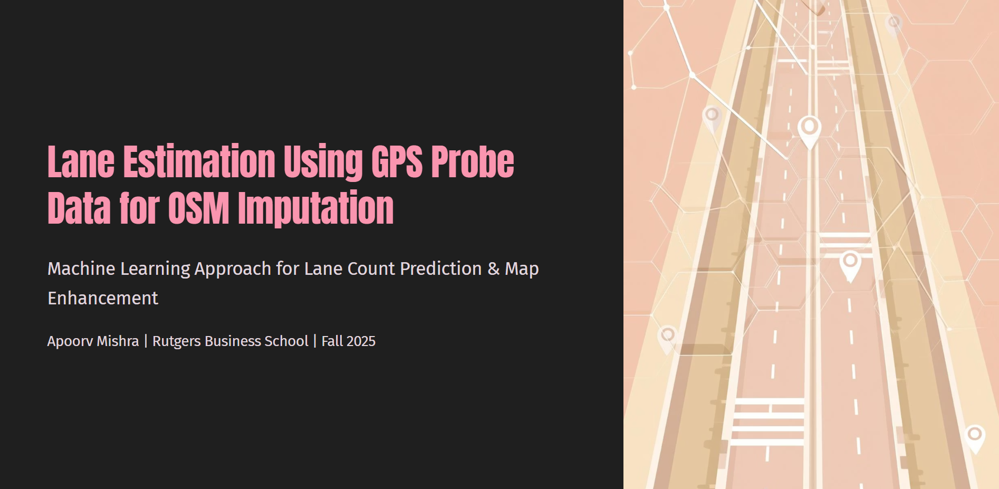 Lane Estimation Using GPS Probe
Data for OSM Imputation
Machine Learning Approach for Lane Count Prediction & Map
Enhancement
Apoorv Mishra | Rutgers Business School | Fall 2025